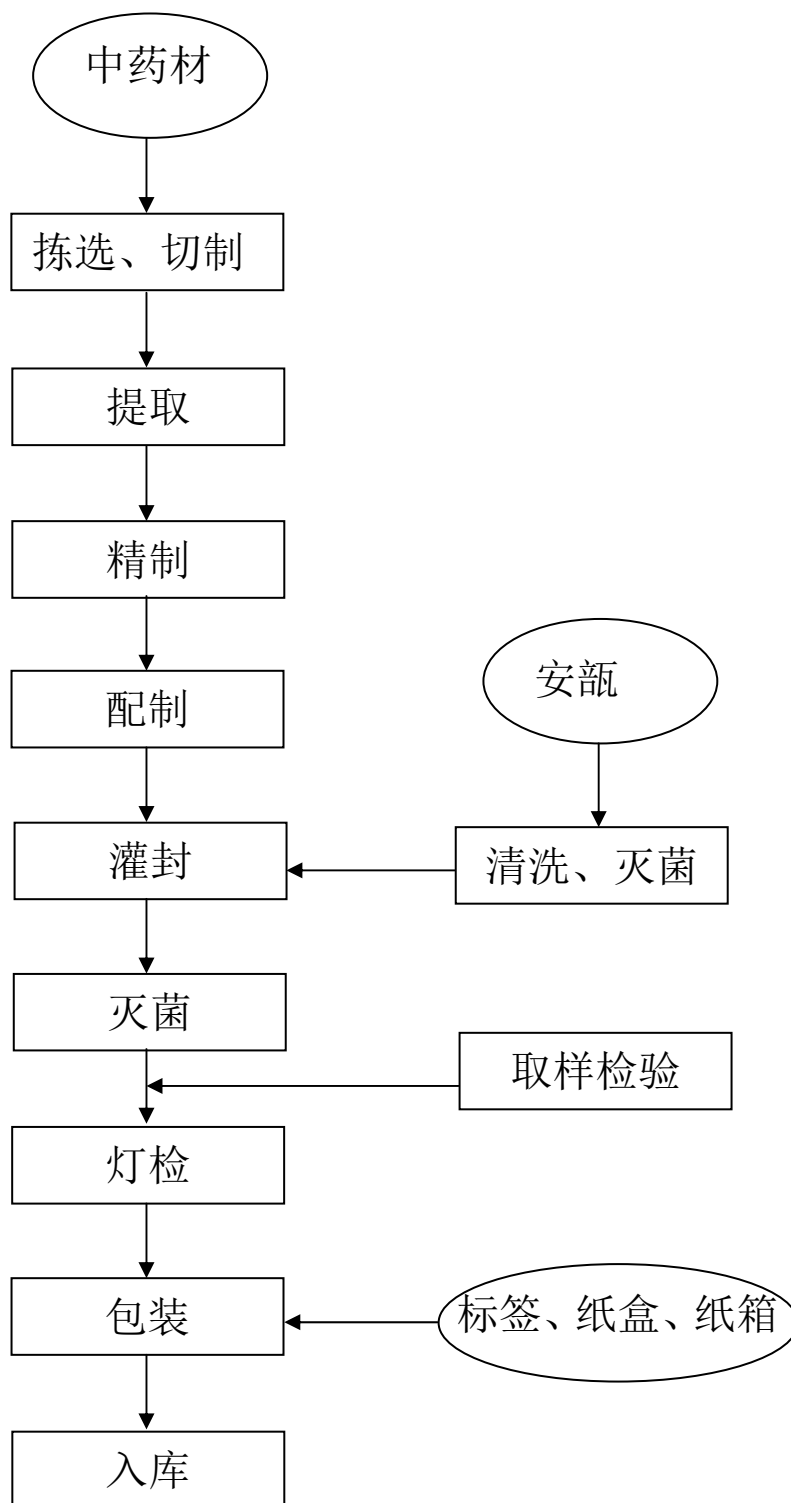 中药材
拣选、切制
提取
精制
配制
安瓿
灌封
清洗、灭菌
灭菌
取样检验
灯检
包装
标签、纸盒、纸箱
入库